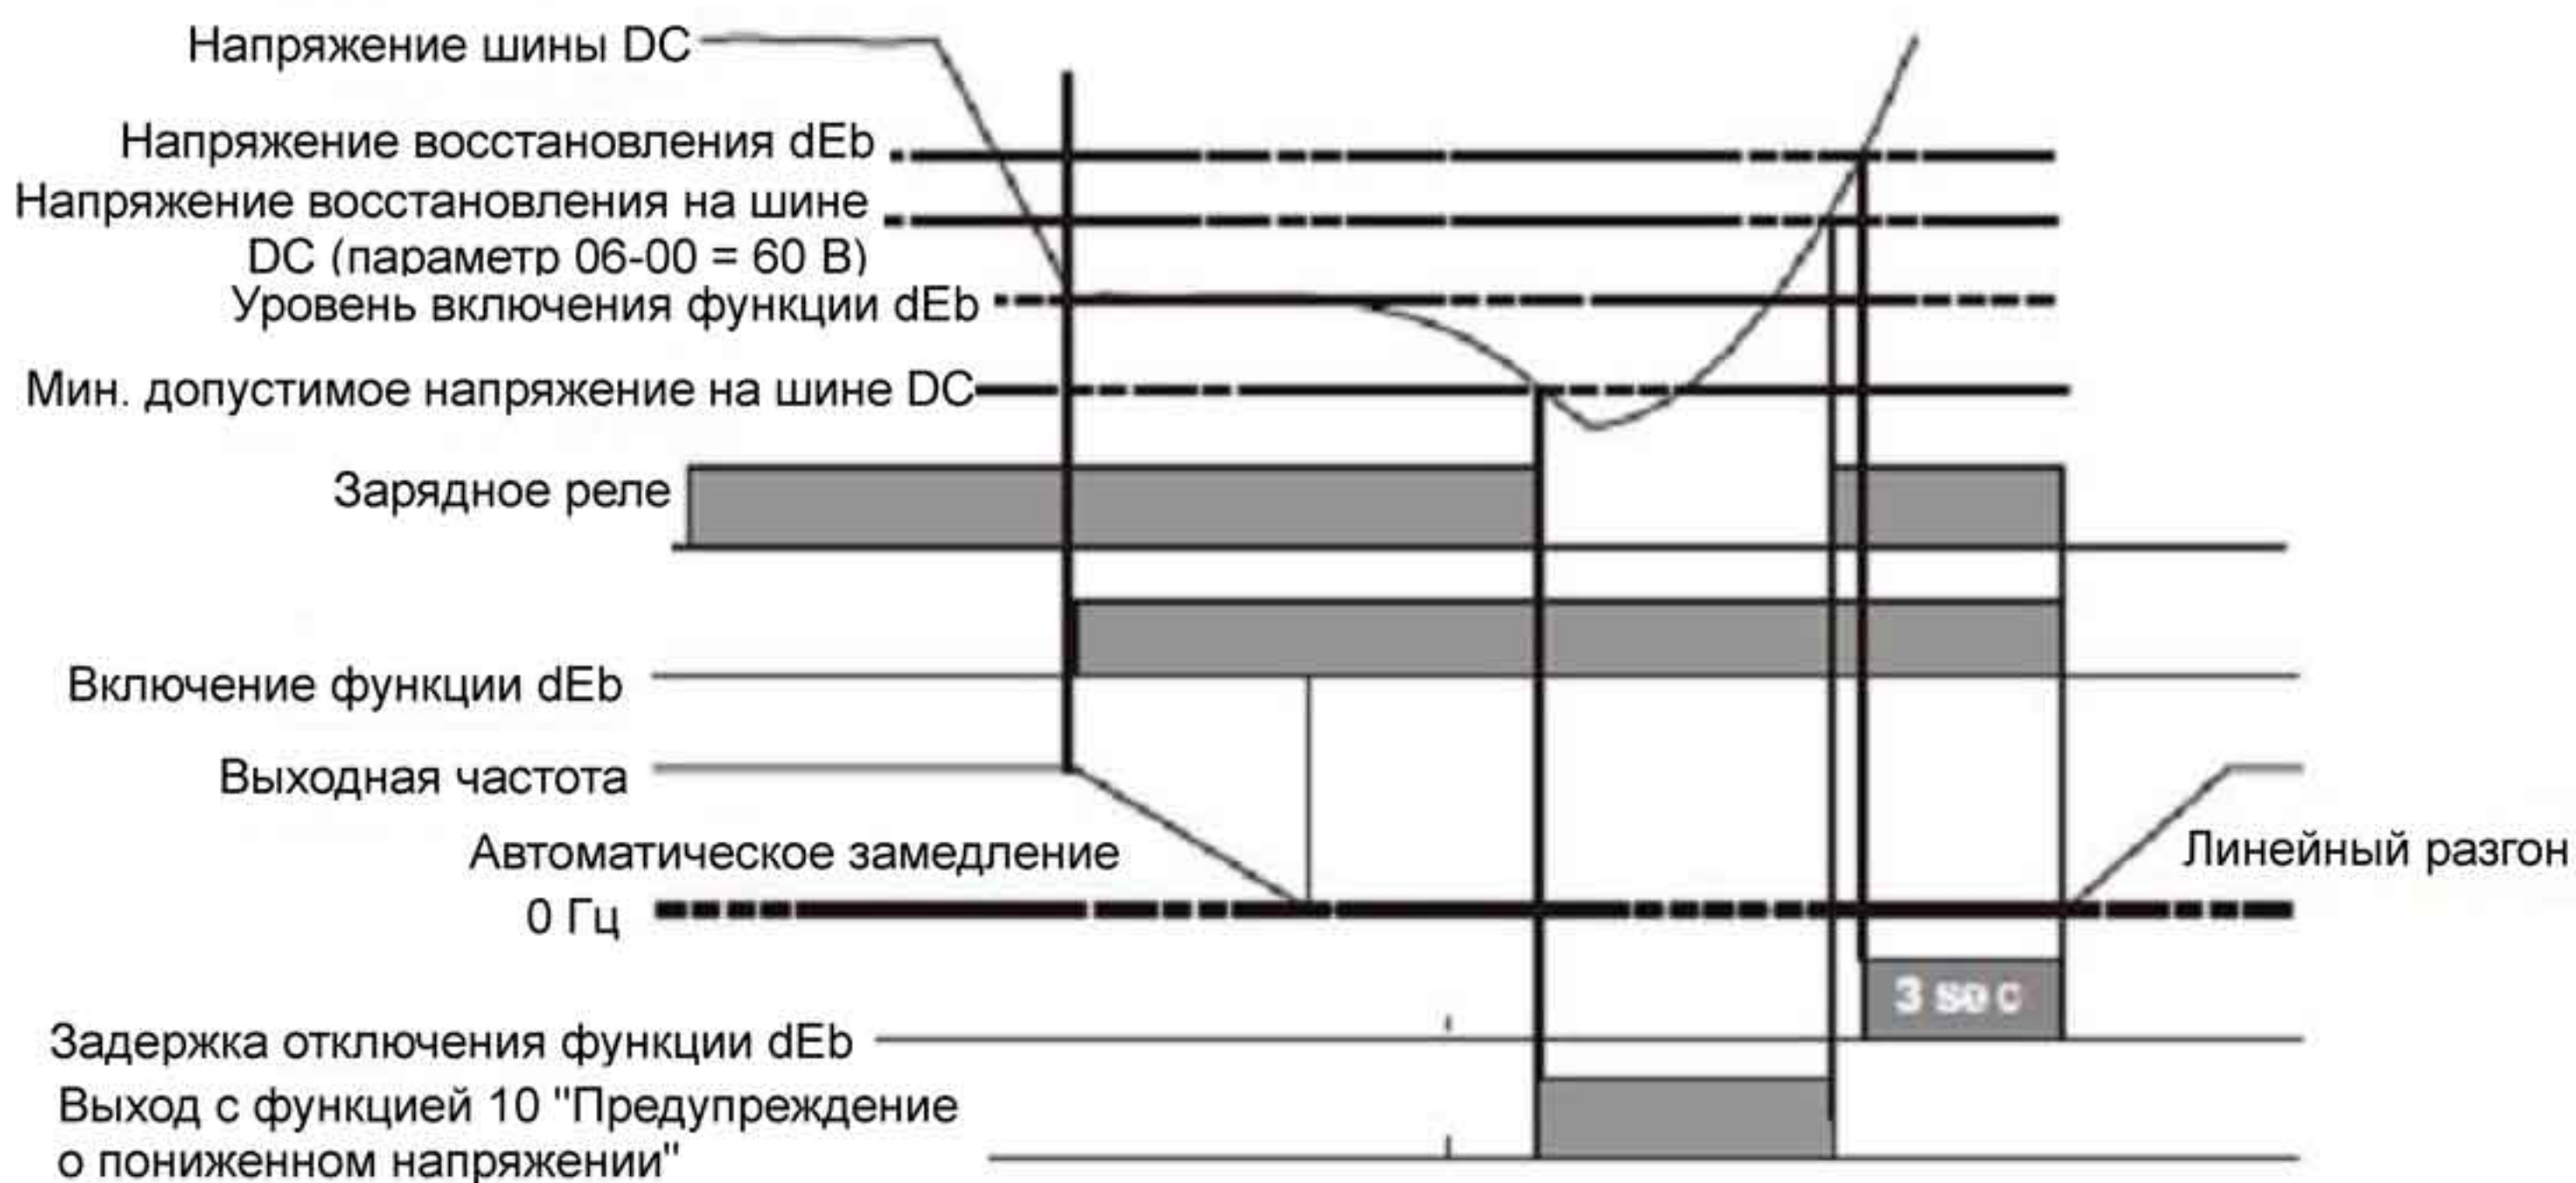 Напряжение шины DC
Напряжение восстановления dEb
Напряжение восстановления на шине
DC (параметр 06-00 = 60 В)
Уровень включения функции dEb
Мин. допустимое напряжение на шине DC
Зарядное реле
Включение функции dEb
Выходная частота
Автоматическое замедление
Линейный разгон
0 Гц
3 sec
Задержка отключения функции dEb
Выход с функцией 10 "Предупреждение
о пониженном напряжении"